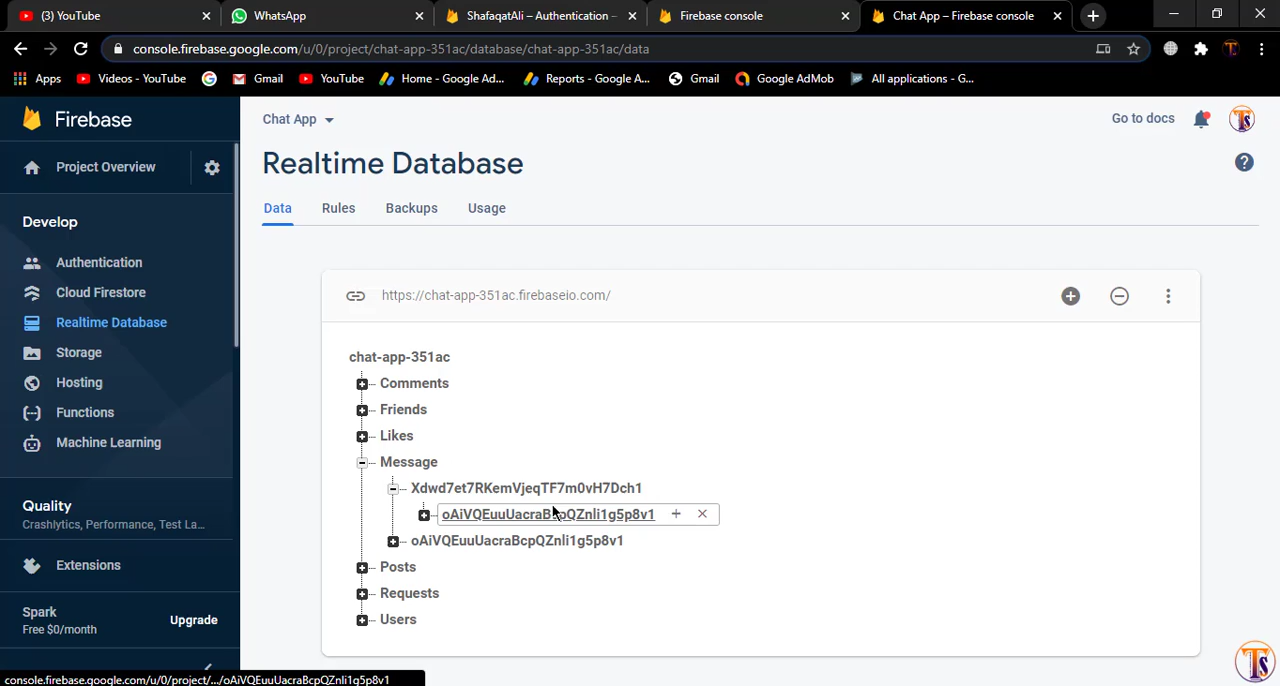 (3) YouTube
WhatsApp
ShafaqatAli – Authentication –
Firebase console
Chat App – Firebase console
console.firebase.google.com/u/0/project/chat-app-351ac/database/chat-app-351ac/data
Apps
Videos - YouTube
Gmail
YouTube
Home - Google Ad...
Reports - Google A...
Gmail
Google AdMob
All applications - G...
Firebase
Chat App
Go to docs
Ts
Project Overview
Realtime Database
Data
Rules
Backups
Usage
Develop
Authentication
Cloud Firestore
Realtime Database
Storage
Hosting
Functions
Machine Learning
Quality
Crashlytics, Performance, Test La...
Extensions
Spark
Free $0/month
Upgrade
https://chat-app-351ac.firebaseio.com/
chat-app-351ac
Comments
Friends
Likes
Message
Xdwd7et7RKemVjeqTF7m0vH7Dch1
oAiVQEuuUacraBcpQZnli1g5p8v1
oAiVQEuuUacraBcpQZnli1g5p8v1
Posts
Requests
Users
Ts
console.firebase.google.com/u/0/project/.../oAiVQEuuUacraBcpQZnli1g5p8v1